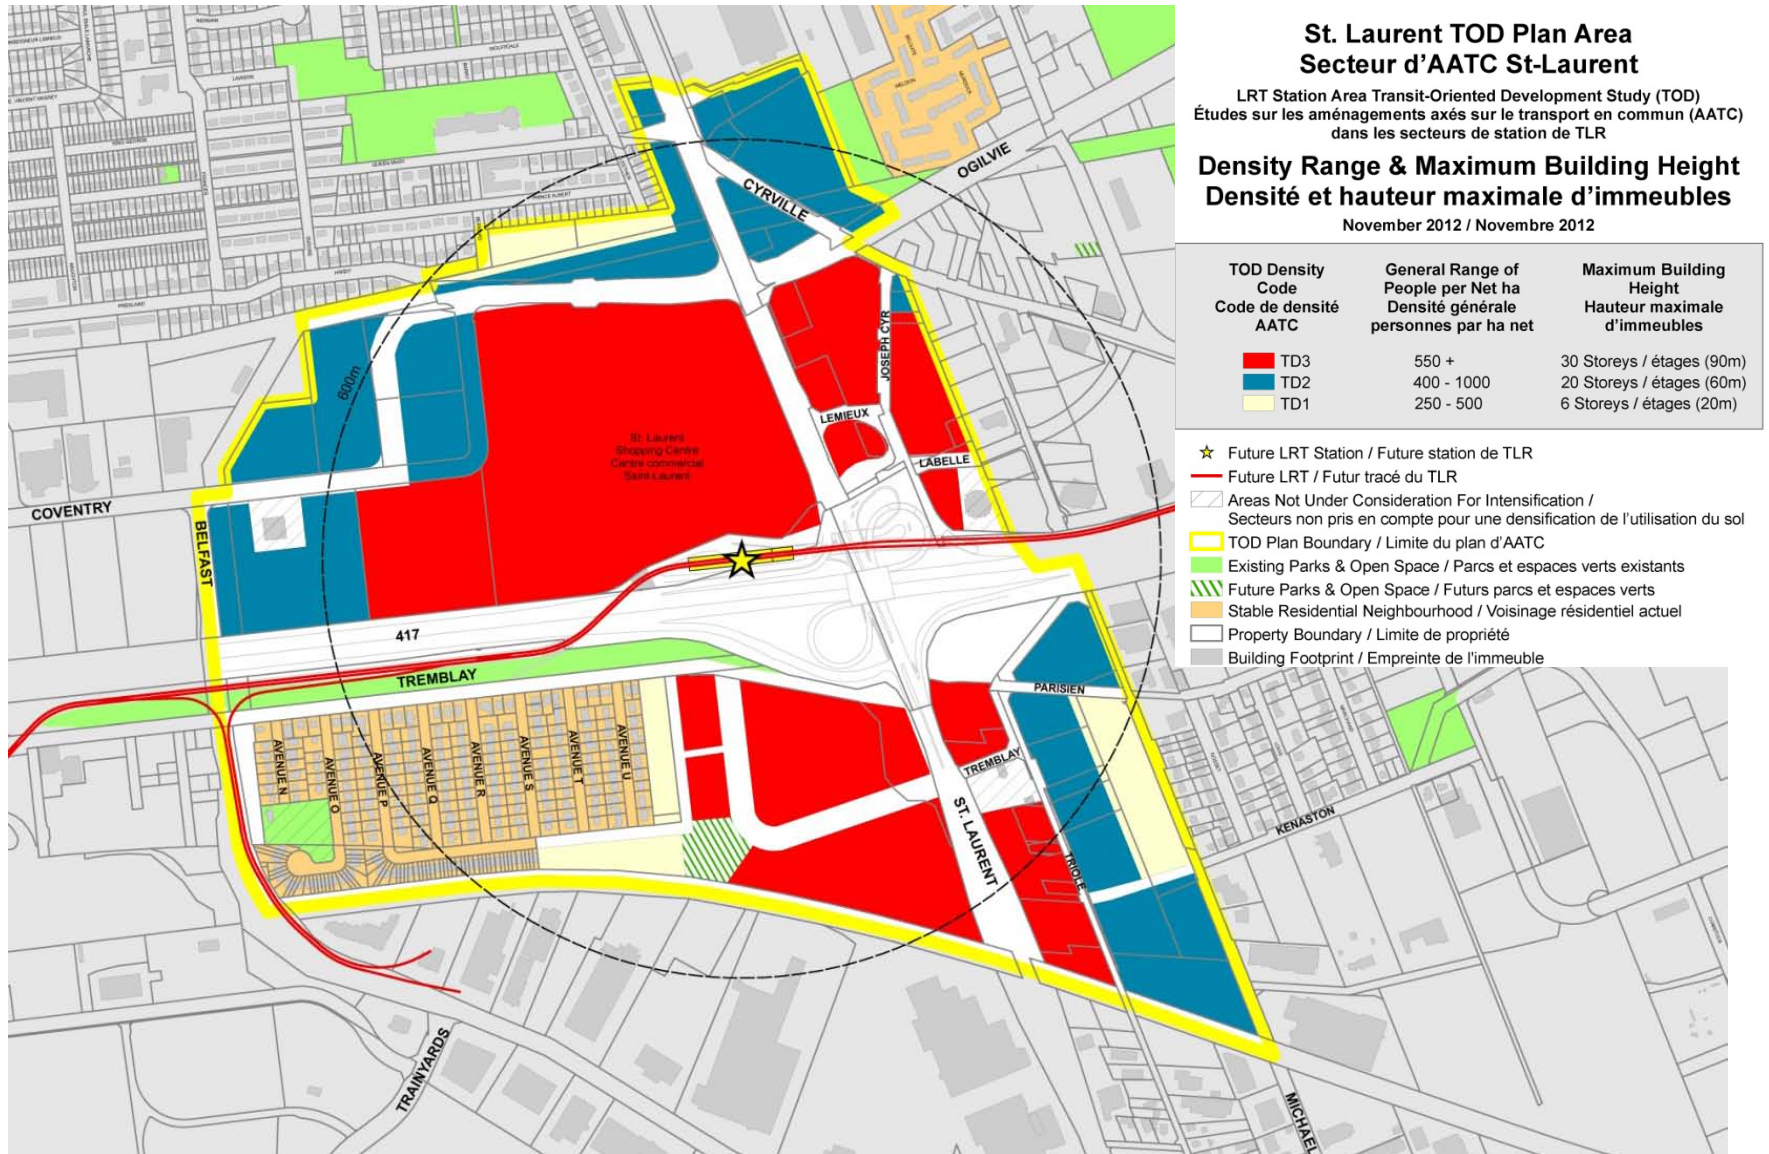 St. Laurent TOD Plan Area
Secteur d'AATC St-Laurent
LRT Station Area Transit-Oriented Development Study (TOD)
Études sur les aménagements axés sur le transport en commun (AATC)
dans les secteurs de station de TLR
Density Range & Maximum Building Height
Densité et hauteur maximale d'immeubles
November 2012 / Novembre 2012
TOD Density
Code
Code de densité
AATC
General Range of
People per Net ha
Densité générale
personnes par ha net
Maximum Building
Height
Hauteur maximale
d'immeubles
TD3 550 + 30 Storeys / étages (90m)
TD2 400 - 1000 20 Storeys / étages (60m)
TD1 250 - 500 6 Storeys / étages (20m)
Future LRT Station / Future station de TLR
Future LRT / Futur tracé du TLR
Areas Not Under Consideration For Intensification /
Secteurs non pris en compte pour une densification de l'utilisation du sol
TOD Plan Boundary / Limite du plan d'AATC
Existing Parks & Open Space / Parcs et espaces verts existants
Future Parks & Open Space / Futurs parcs et espaces verts
Stable Residential Neighbourhood / Voisinage résidentiel actuel
Property Boundary / Limite de propriété
Building Footprint / Empreinte de l'immeuble
OGILVIE
CYRVILLE
JOSEPH CYR
600m
LEMIEUX
St. Laurent
Shopping Centre
Centre commercial
Saint-Laurent
LABELLE
COVENTRY
BELFAST
417
TREMBLAY
PARISIEN
AVENUE N
AVENUE O
AVENUE P
AVENUE Q
AVENUE R
AVENUE S
AVENUE T
AVENUE U
TREMBLAY
ST. LAURENT
TRIOLE
KENASTON
TRAINYARDS
MICHAEL